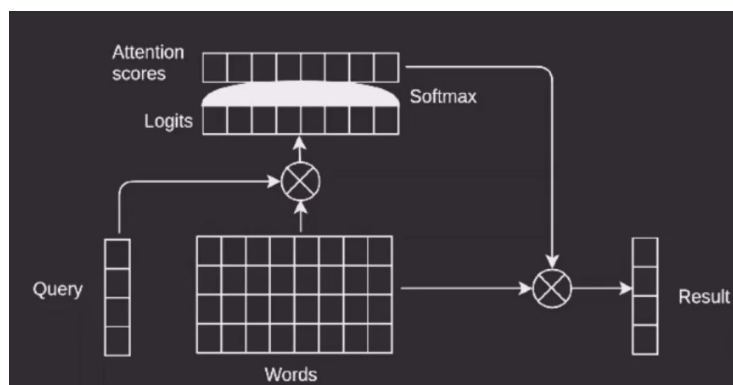 Attention
scores
Softmax
Logits
Query
Result
Words